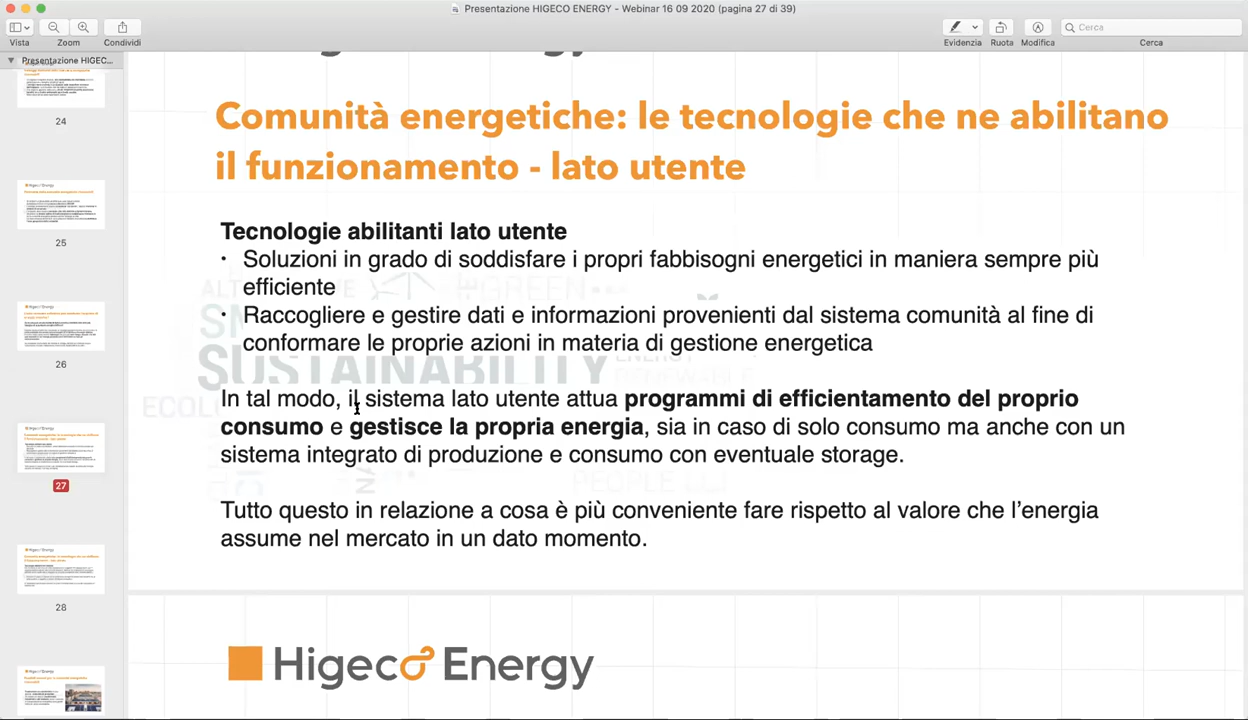 Presentazione HIGECO ENERGY - Webinar 16 09 2020 (pagina 27 di 39)
Vista
Zoom
Condividi
Evidenzia
Ruota
Modifica
Cerca
Cerca
Presentazione HIGEC...
24
25
26
27
28
Comunità energetiche: le tecnologie che ne abilitano
il funzionamento - lato utente
Tecnologie abilitanti lato utente
• Soluzioni in grado di soddisfare i propri fabbisogni energetici in maniera sempre più
efficiente
• Raccogliere e gestire dati e informazioni provenienti dal sistema comunità al fine di
conformare le proprie azioni in materia di gestione energetica
SUSTAINABILITY
In tal modo, il sistema lato utente attua programmi di efficientamento del proprio
consumo e gestisce la propria energia, sia in caso di solo consumo ma anche con un
sistema integrato di produzione e consumo con eventuale storage.
Tutto questo in relazione a cosa è più conveniente fare rispetto al valore che l'energia
assume nel mercato in un dato momento.
Higeco Energy